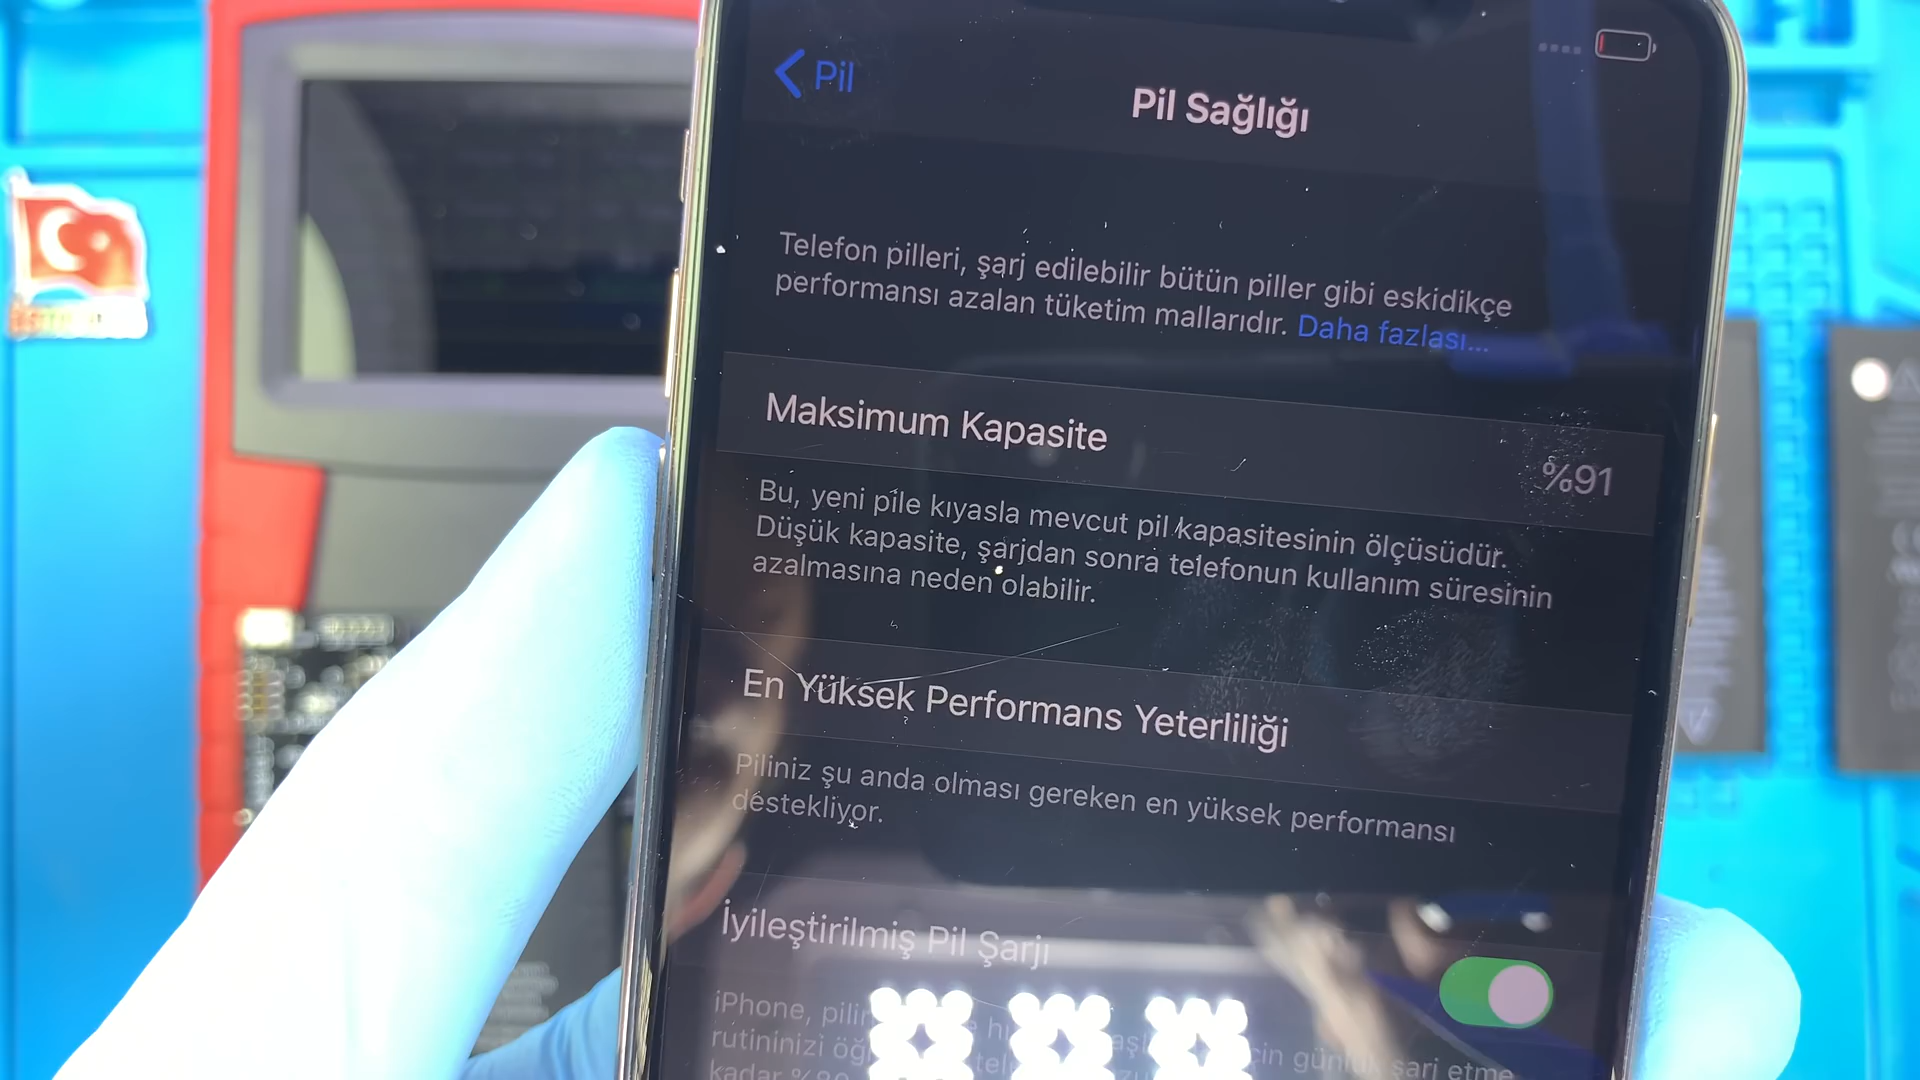 Pil
Pil Sağlığı
Telefon pilleri, şarj edilebilir bütün piller gibi eskidikçe
performansı azalan tüketim mallarıdır. Daha fazlası...
Maksimum Kapasite
%91
Bu, yeni pile kıyasla mevcut pil kapasitesinin ölçüsüdür.
Düşük kapasite, şarjdan sonra telefonun kullanım süresinin
azalmasına neden olabilir.
En Yüksek Performans Yeterliliği
Piliniz şu anda olması gereken en yüksek performansı
destekliyor.
İyileştirilmiş Pil Şarjı
iPhone,
rutininizi
günlük şarj etme
kadar